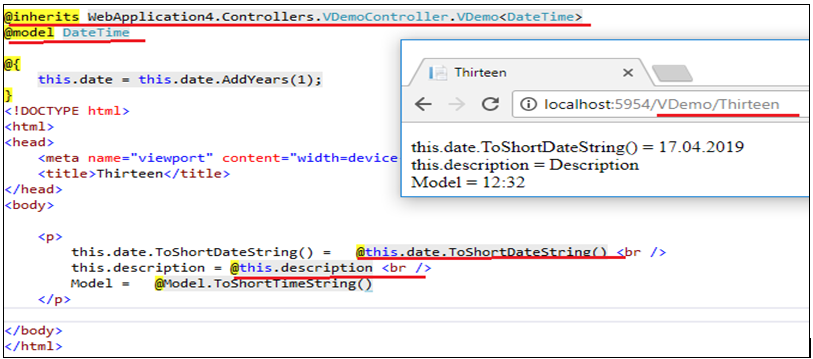 @inherits WebApplication4.Controllers.VDemoController.VDemo<DateTime>
@model DateTime
@{
this.date = this.date.AddYears(1);
}
<!DOCTYPE html>
<html>
<head>
<meta name="viewport" content="width=device
<title>Thirteen</title>
</head>
<body>
<p>
this.date.ToShortDateString() = @this.date.ToShortDateString() <br />
this.description = @this.description <br />
Model = @Model.ToShortTimeString()
</p>
</body>
</html>
Thirteen
localhost:5954/VDemo/Thirteen
this.date.ToShortDateString() = 17.04.2019
this.description = Description
Model = 12:32